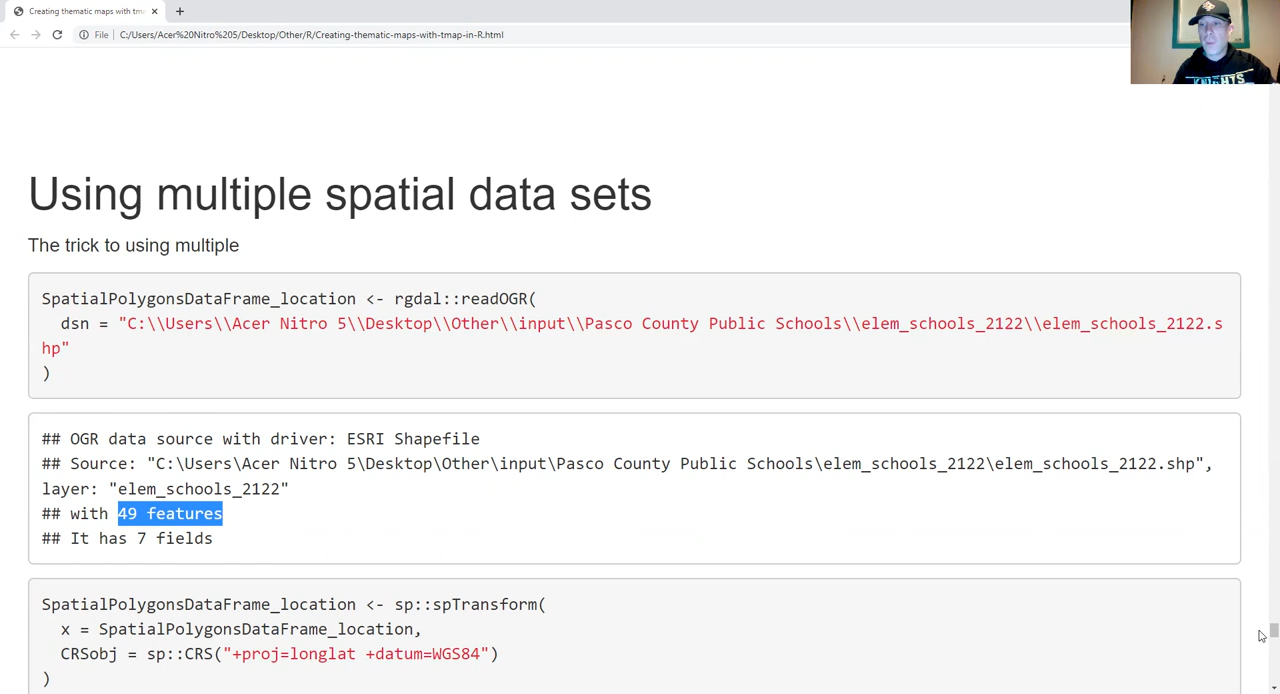 Creating thematic maps with tma
File C:/Users/Acer%20Nitro%205/Desktop/Other/R/Creating-thematic-maps-with-tmap-in-R.html
KNIGHTS
Using multiple spatial data sets
The trick to using multiple
SpatialPolygonsDataFrame_location <- rgdal::readOGR(
dsn = "C:\\Users\\Acer Nitro 5\\Desktop\\Other\\input\\Pasco County Public Schools\\elem_schools_2122\\elem_schools_2122.s
hp"
)
## OGR data source with driver: ESRI Shapefile
## Source: "C:\Users\Acer Nitro 5\Desktop\Other\input\Pasco County Public Schools\elem_schools_2122\elem_schools_2122.shp",
layer: "elem_schools_2122"
## with 49 features
## It has 7 fields
SpatialPolygonsDataFrame_location <- sp::spTransform(
x = SpatialPolygonsDataFrame_location,
CRSobj = sp::CRS("+proj=longlat +datum=WGS84")
)